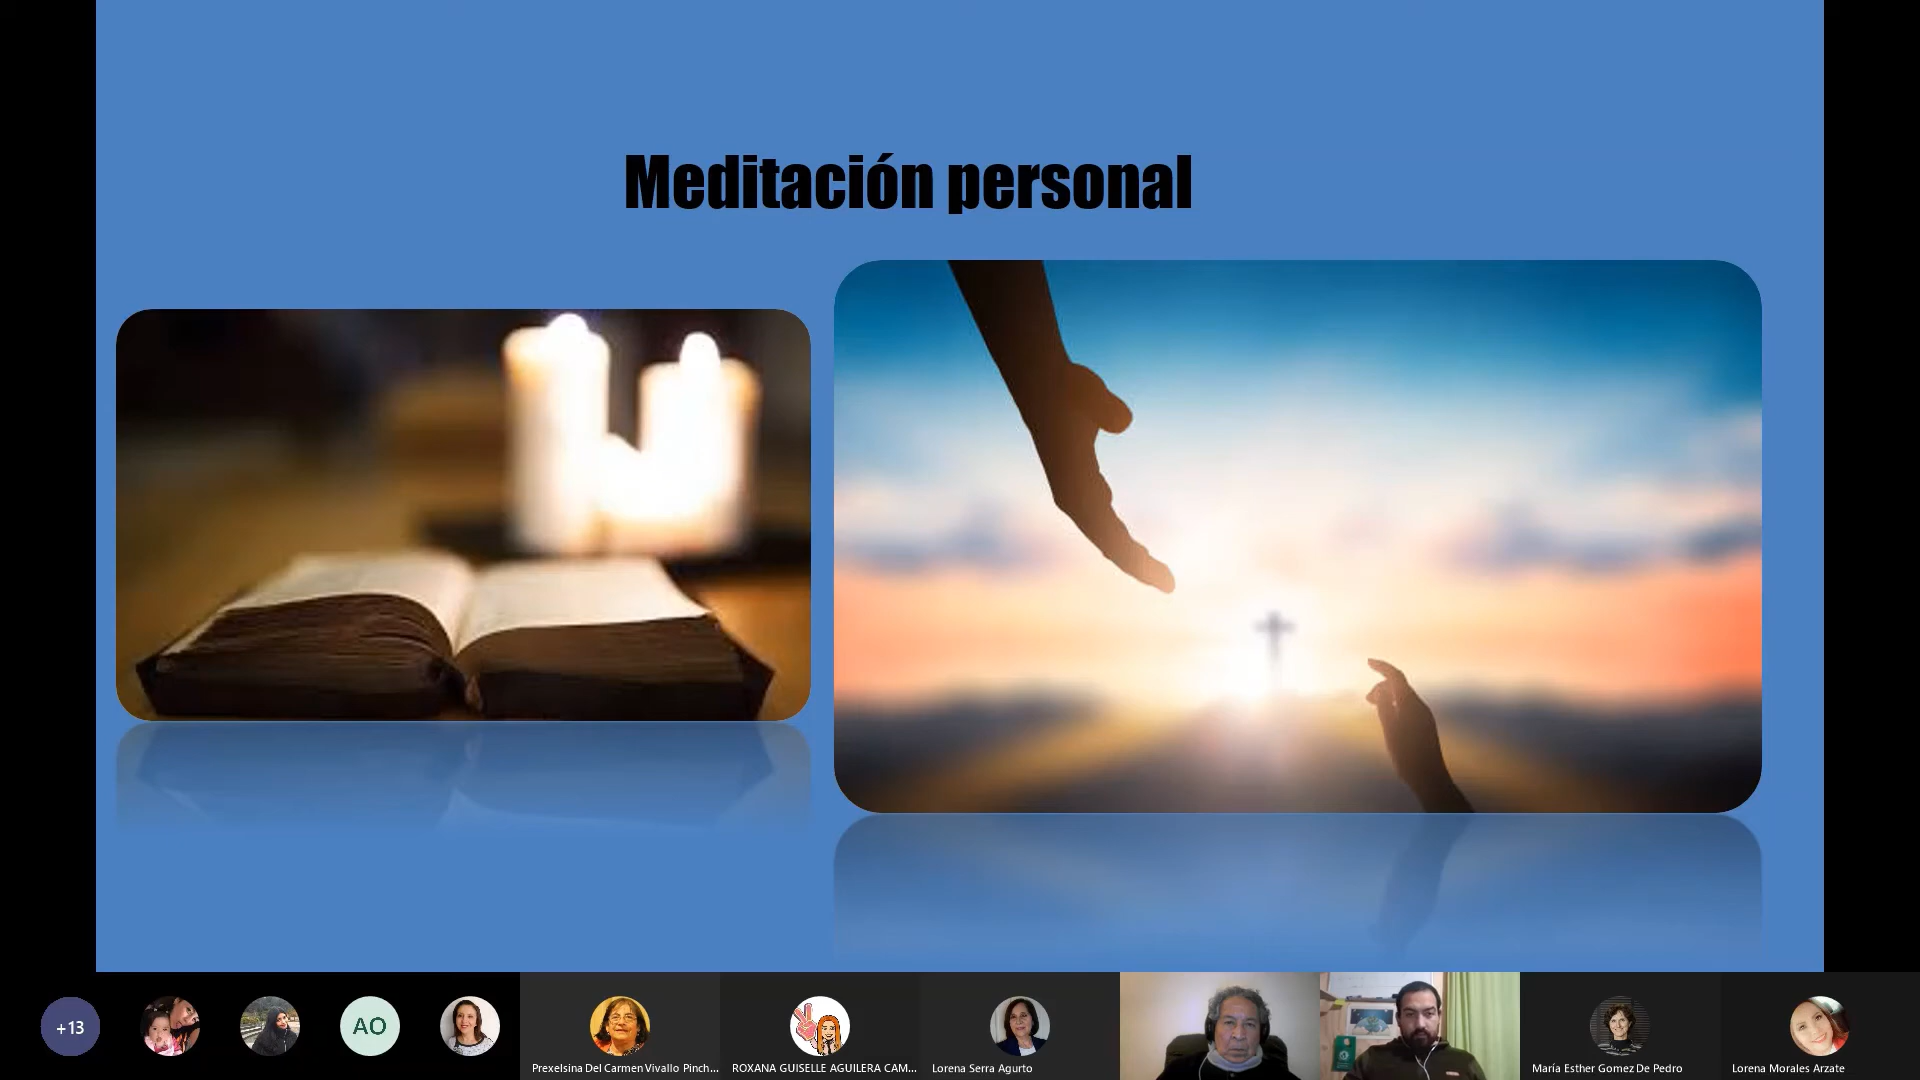 Meditación personal
+13
AO
Prexelsina Del Carmen Vivallo Pinch...
ROXANA GUISELLE AGUILERA CAM...
Lorena Serra Agurto
María Esther Gomez De Pedro
Lorena Morales Arzate